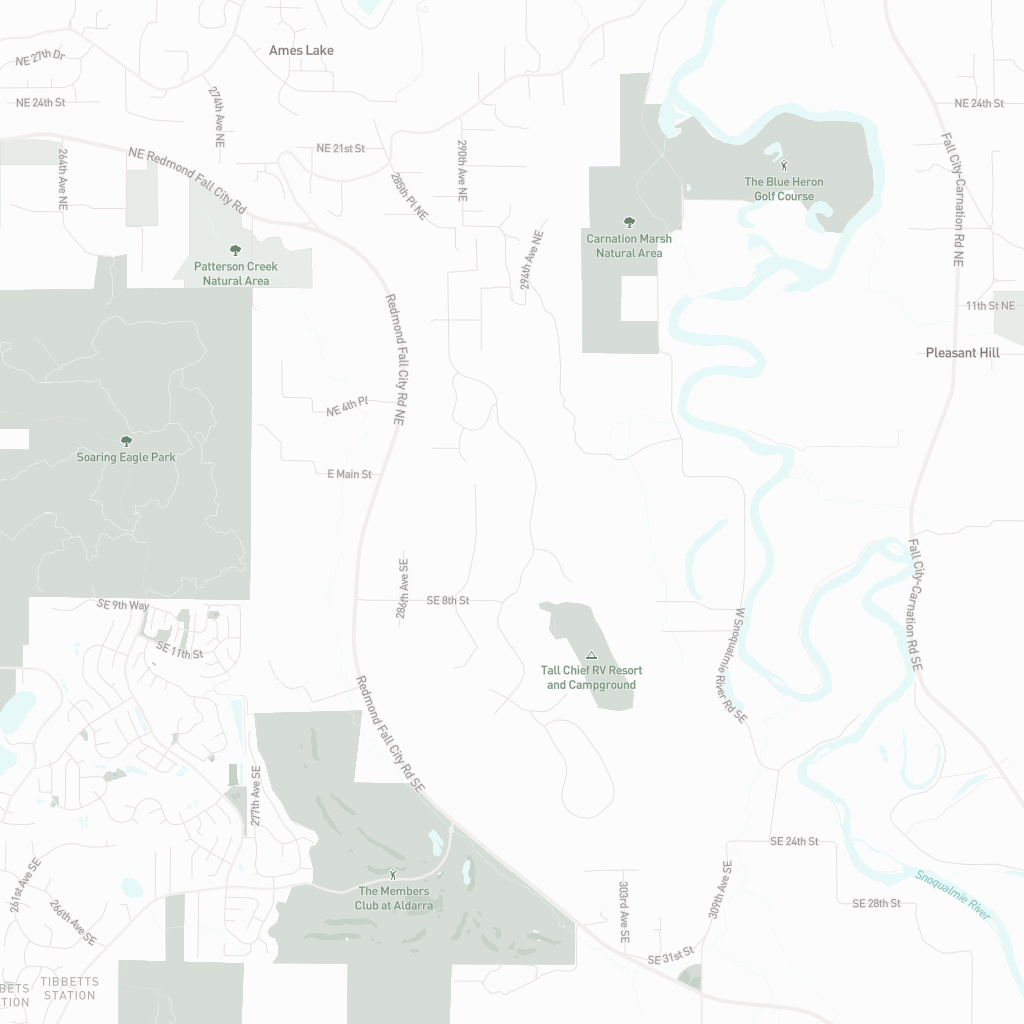 Ames Lake
NE 27th Dr
NE 24th St
274th Ave NE
NE 24th St
NE 21st St
290th Ave NE
264th Ave NE
NE Redmond Fall City Rd
285th Pl NE
The Blue Heron
Golf Course
Fall City-Carnation Rd NE
Carnation Marsh
Natural Area
294th Ave NE
Patterson Creek
Natural Area
11th St NE
Pleasant Hill
Redmond Fall City Rd NE
NE 4th Pl
Soaring Eagle Park
E Main St
286th Ave SE
SE 8th St
SE 9th Way
SE 11th St
Fall City-Carnation Rd SE
W Snoqualmie River Rd SE
Tall Chief RV Resort
and Campground
Redmond Fall City Rd SE
277th Ave SE
SE 24th St
261st Ave SE
266th Ave SE
The Members
Club at Aldarra
303rd Ave SE
309th Ave SE
SE 28th St
Snoqualmie River
SE 31st St
TIBBETTS
STATION
BETS
TION